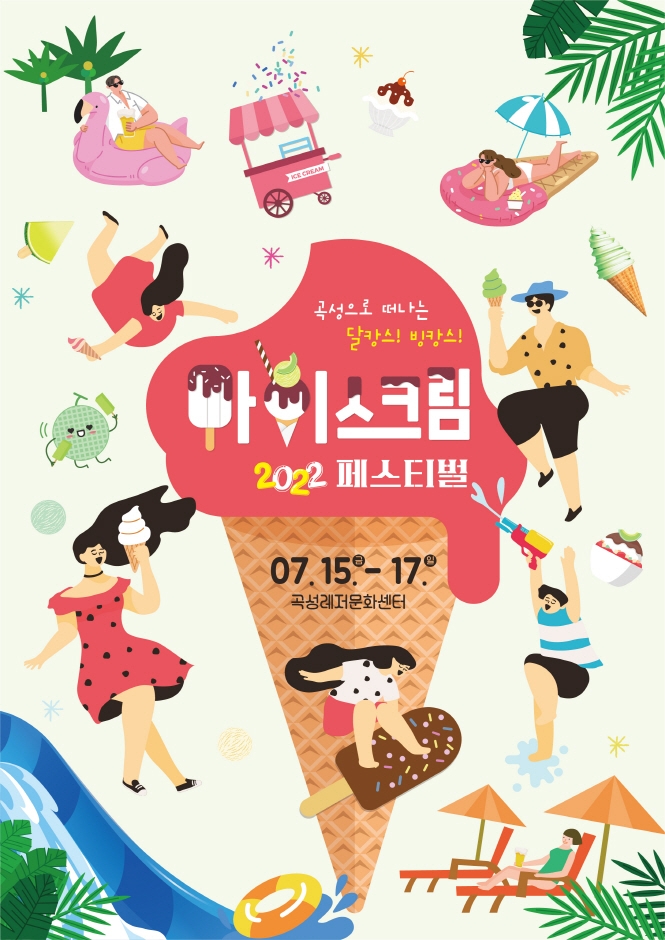 ICE CREAM
곡성으로 떠나는
달캉스! 빙캉스!
아이스크림
2022 페스티벌
07. 15.금- 17.일
곡성레저문화센터